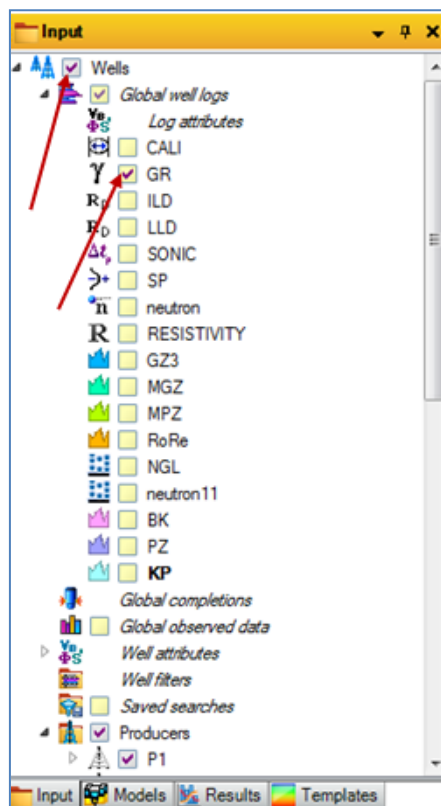 Input
Wells
Global well logs
Log attributes
CALI
γ GR
R_D ILD
R_D LLD
SONIC
SP
n neutron
R RESISTIVITY
GZ3
MGZ
MPZ
RoRe
NGL
neutron11
BK
PZ
KP
Global completions
Global observed data
Well attributes
Well filters
Saved searches
Producers
P1
Input Models Results Templates